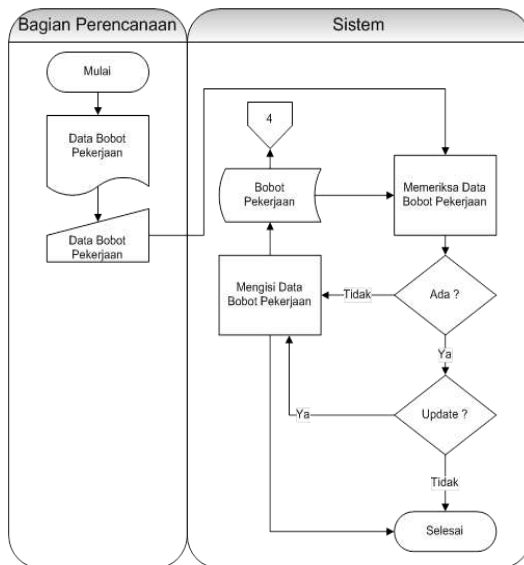 Bagian Perencanaan
Sistem
Mulai
Data Bobot
Pekerjaan
Data Bobot
Pekerjaan
4
Bobot
Pekerjaan
Memeriksa Data
Bobot Pekerjaan
Mengisi Data
Bobot Pekerjaan
Tidak
Ada ?
Ya
Ya
Update ?
Tidak
Selesai